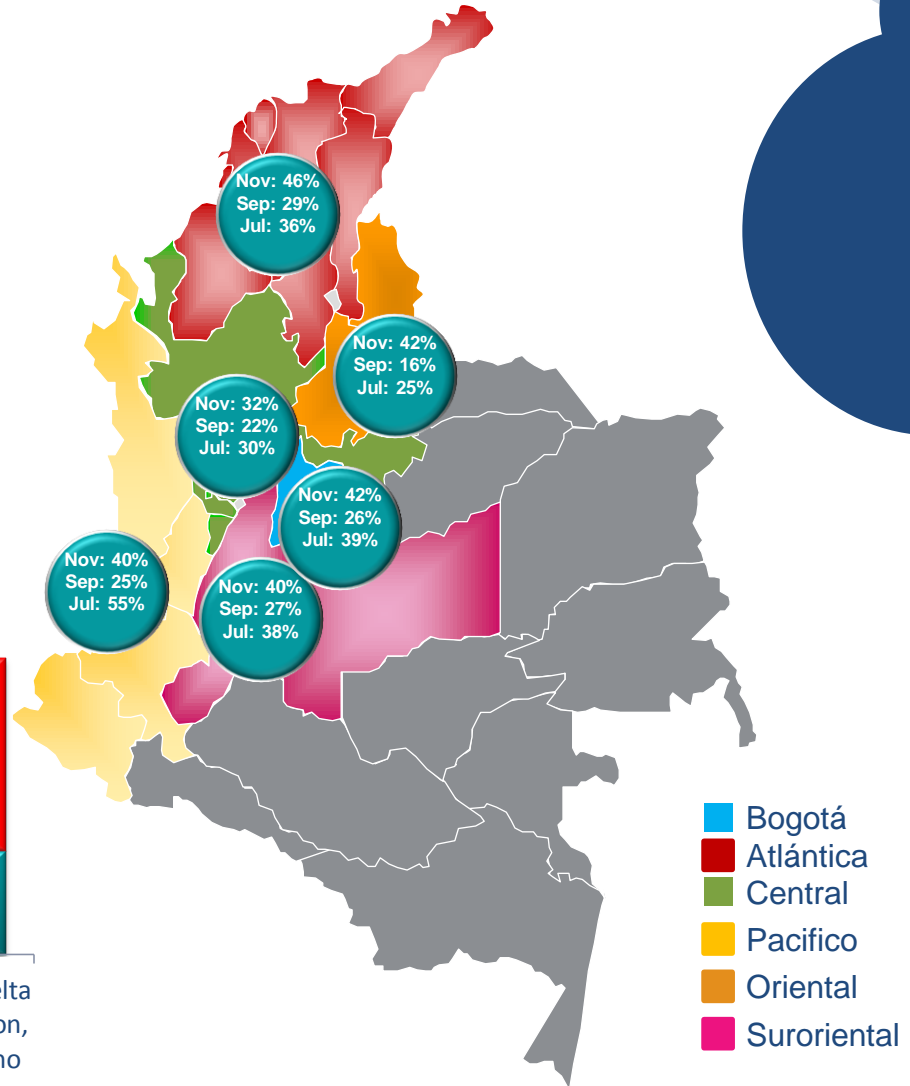 Nov: 46%
Sep: 29%
Jul: 36%
Nov: 42%
Sep: 16%
Jul: 25%
Nov: 32%
Sep: 22%
Jul: 30%
Nov: 42%
Sep: 26%
Jul: 39%
Nov: 40%
Sep: 25%
Jul: 55%
Nov: 40%
Sep: 27%
Jul: 38%
Bogotá
Atlántica
Central
Pacifico
Oriental
Suroriental